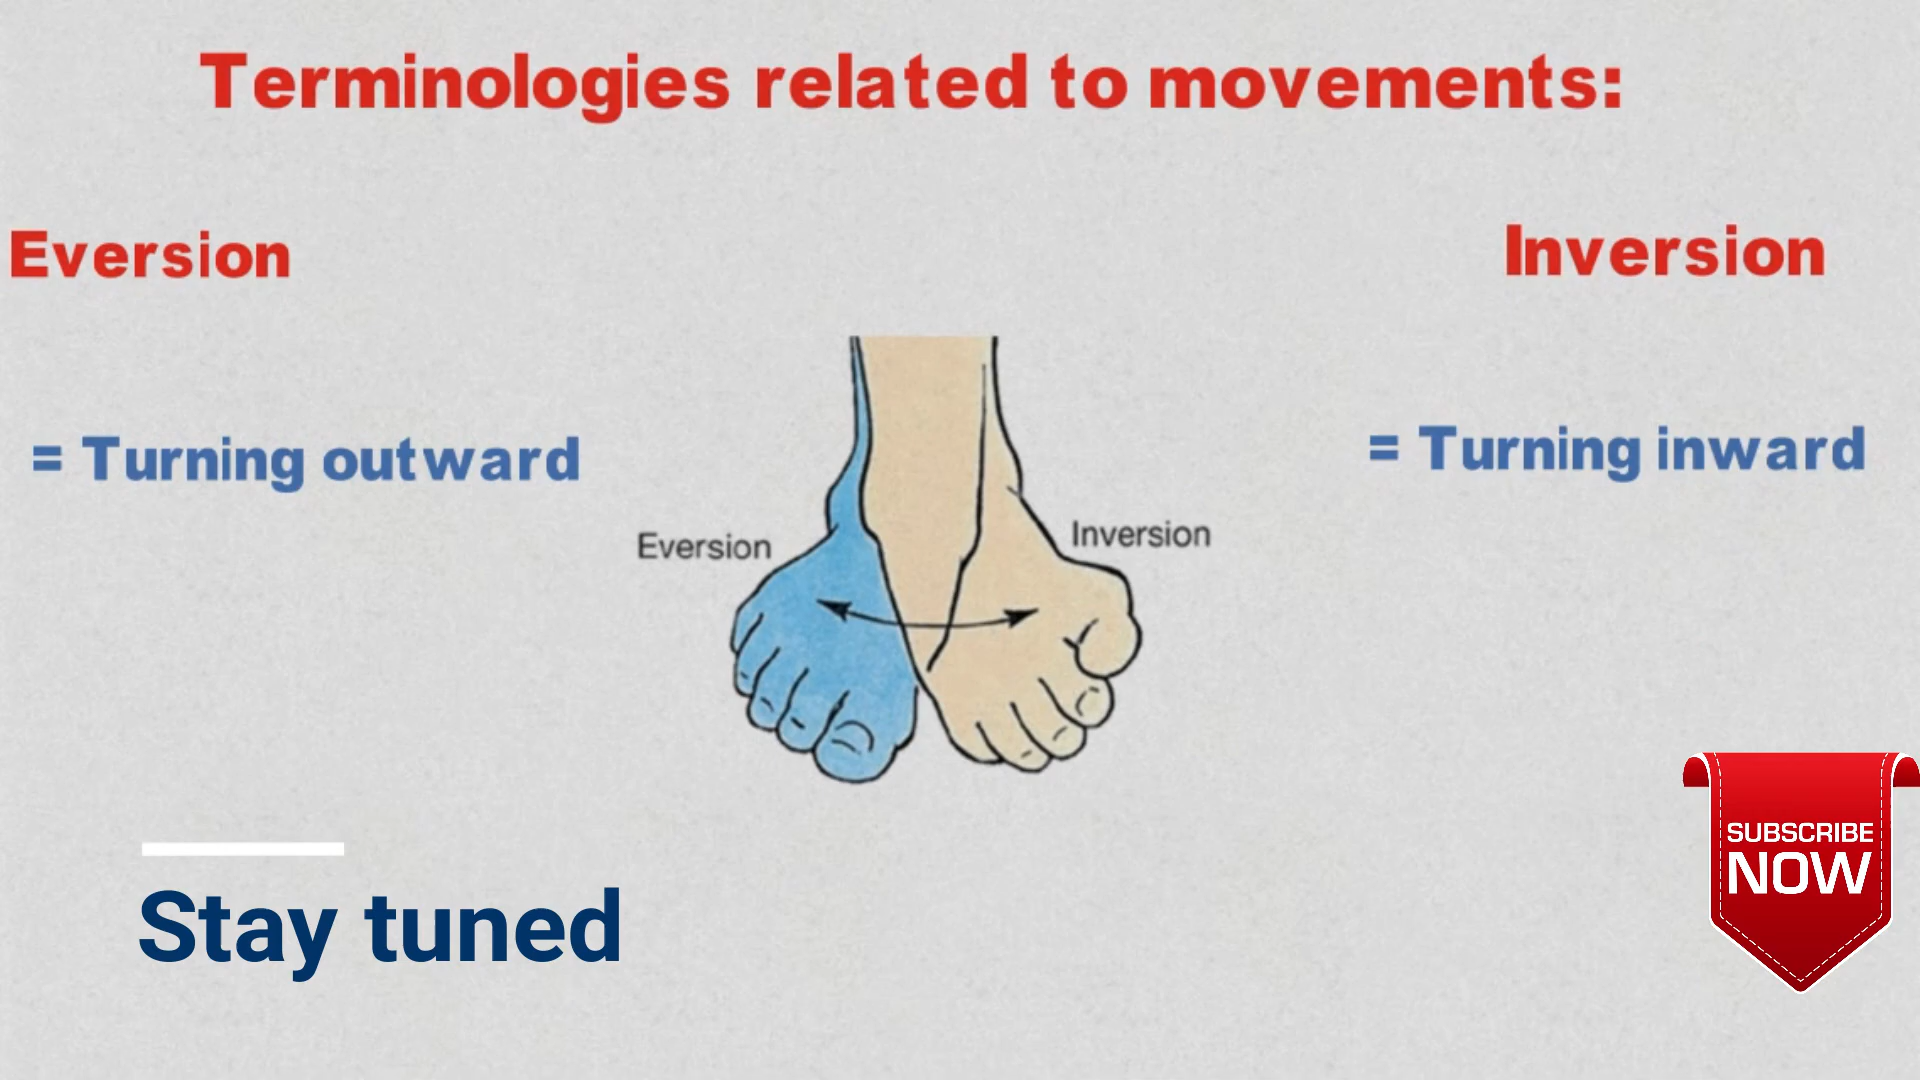 Terminologies related to movements:
Eversion
Inversion
= Turning outward
= Turning inward
Eversion
Inversion
Stay tuned
SUBSCRIBE
NOW